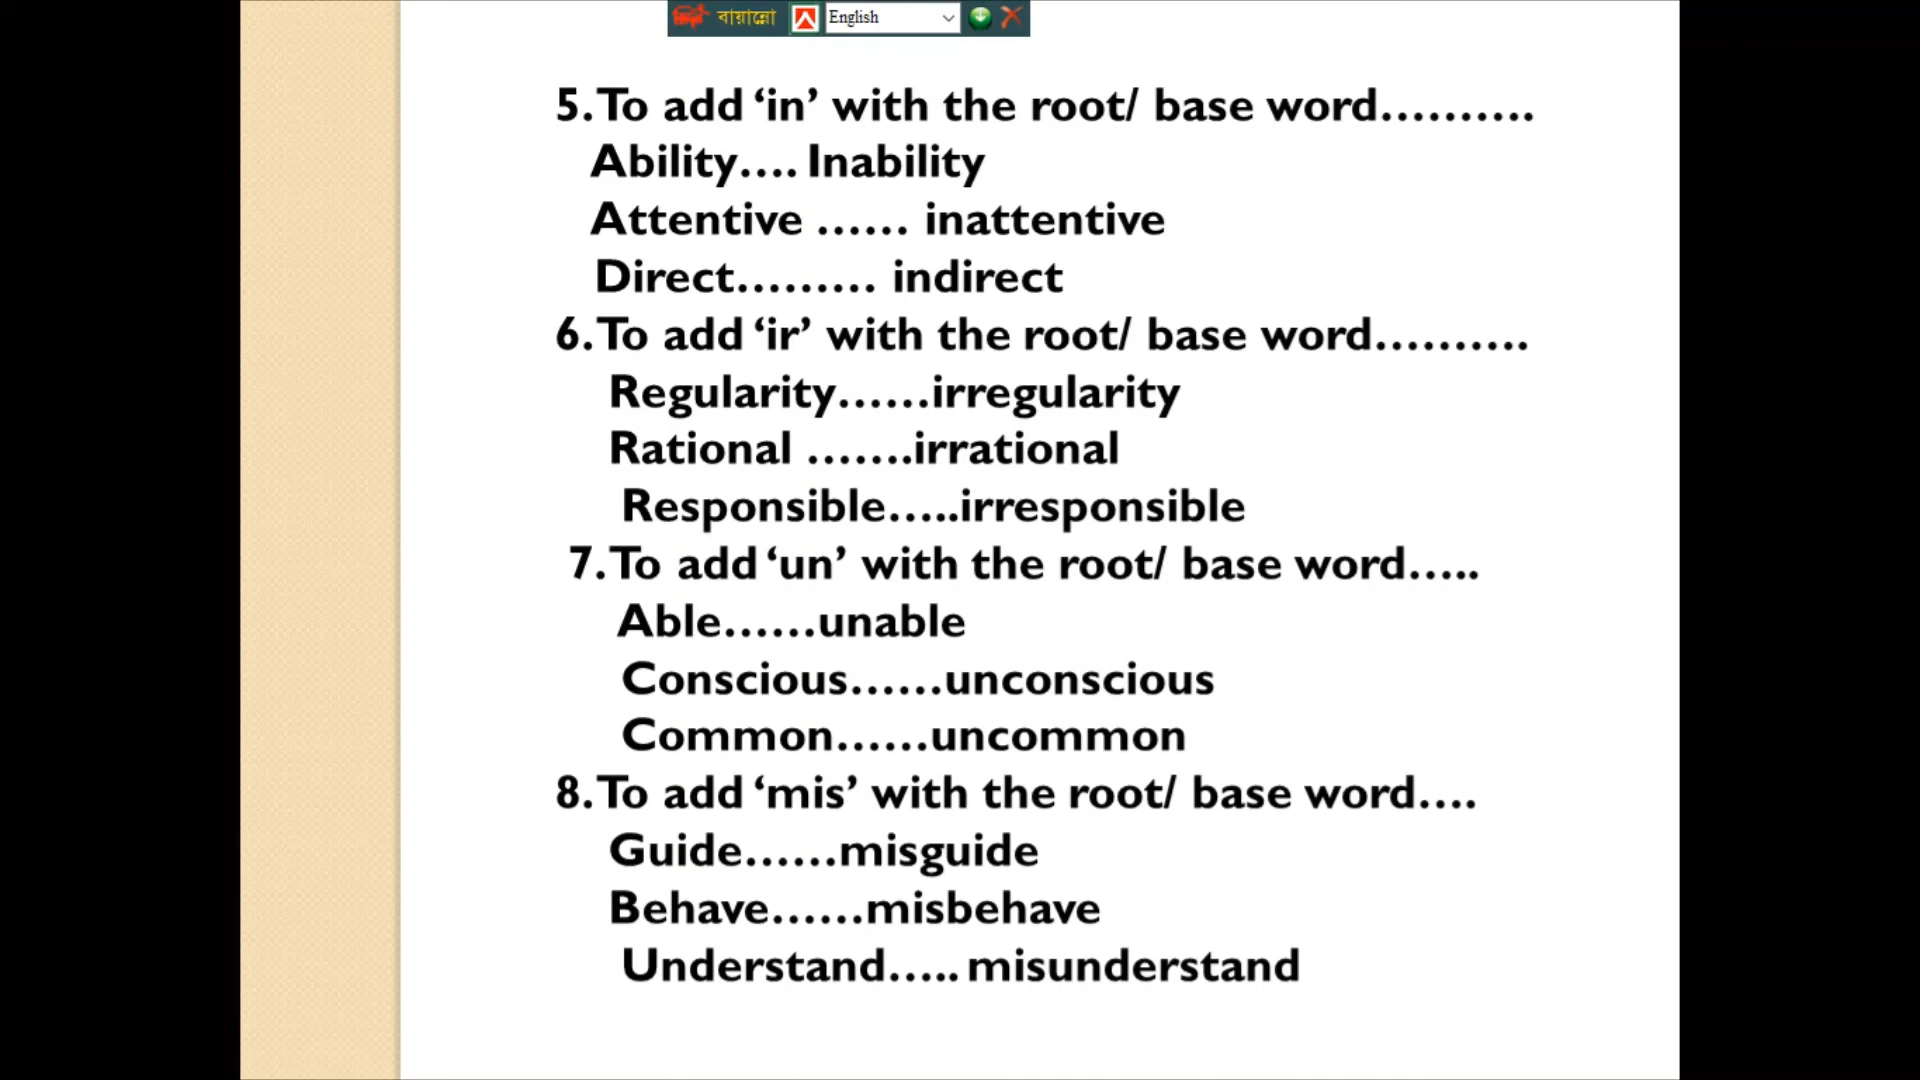 বায়ান্নো English
5. To add ‘in’ with the root/ base word……….
Ability…. Inability
Attentive …… inattentive
Direct……… indirect
6. To add ‘ir’ with the root/ base word……….
Regularity……irregularity
Rational …….irrational
Responsible…..irresponsible
7. To add ‘un’ with the root/ base word…..
Able……unable
Conscious……unconscious
Common……uncommon
8. To add ‘mis’ with the root/ base word….
Guide……misguide
Behave……misbehave
Understand….. misunderstand